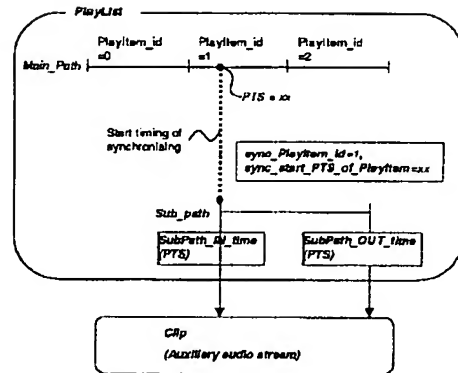 PlayList
PlayItem_id =0
PlayItem_id =1
PlayItem_id =2
Main_Path
PTS = xx
Start timing of synchronising
sync_PlayItem_id=1,
sync_start_PTS_of_PlayItem=xx
Sub_path
SubPath_IN_time (PTS)
SubPath_OUT_time (PTS)
Clip
(Auxiliary audio stream)